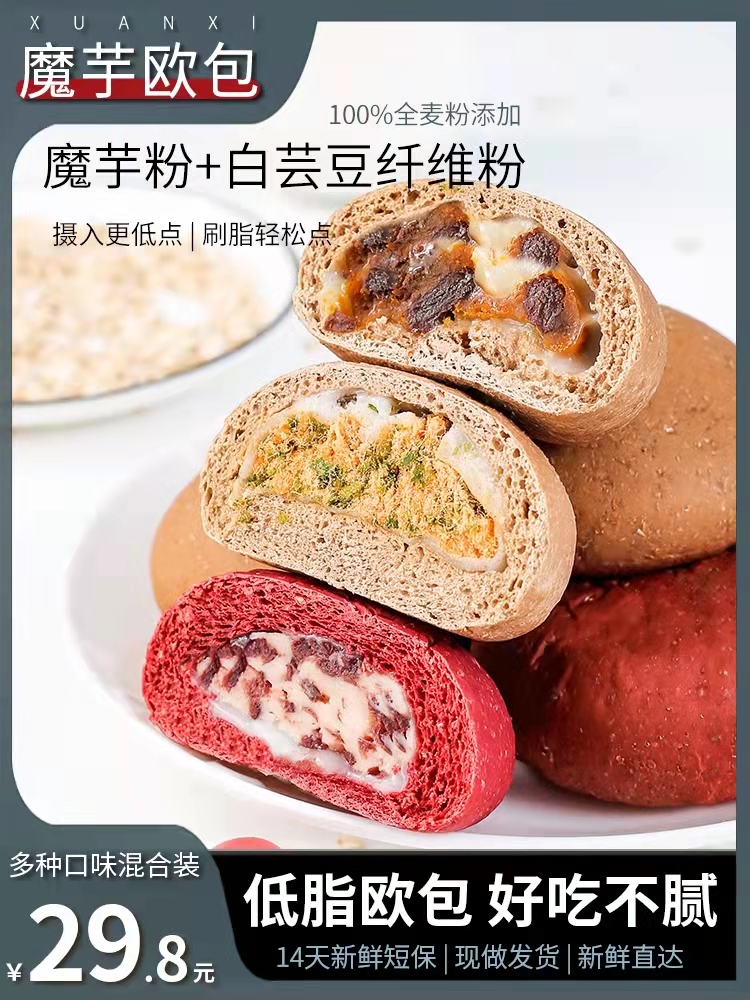 XUANXI
魔芋欧包
100%全麦粉添加
魔芋粉+白芸豆纤维粉
摄入更低点 | 刷脂轻松点
多种口味混合装
¥29.8元
低脂欧包 好吃不腻
14天新鲜短保 | 现做发货 | 新鲜直达